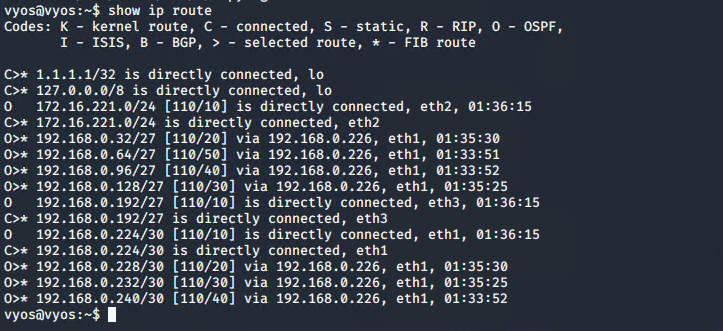 vyos@vyos:~$ show ip route
Codes: K - kernel route, C - connected, S - static, R - RIP, O - OSPF,
       I - ISIS, B - BGP, > - selected route, * - FIB route

C>* 1.1.1.1/32 is directly connected, lo
C>* 127.0.0.0/8 is directly connected, lo
O   172.16.221.0/24 [110/10] is directly connected, eth2, 01:36:15
C>* 172.16.221.0/24 is directly connected, eth2
O>* 192.168.0.32/27 [110/20] via 192.168.0.226, eth1, 01:35:30
O>* 192.168.0.64/27 [110/50] via 192.168.0.226, eth1, 01:33:51
O>* 192.168.0.96/27 [110/40] via 192.168.0.226, eth1, 01:33:52
O>* 192.168.0.128/27 [110/30] via 192.168.0.226, eth1, 01:35:25
O   192.168.0.192/27 [110/10] is directly connected, eth3, 01:36:15
C>* 192.168.0.192/27 is directly connected, eth3
O   192.168.0.224/30 [110/10] is directly connected, eth1, 01:36:15
C>* 192.168.0.224/30 is directly connected, eth1
O>* 192.168.0.228/30 [110/20] via 192.168.0.226, eth1, 01:35:30
O>* 192.168.0.232/30 [110/30] via 192.168.0.226, eth1, 01:35:25
O>* 192.168.0.240/30 [110/40] via 192.168.0.226, eth1, 01:33:52
vyos@vyos:~$